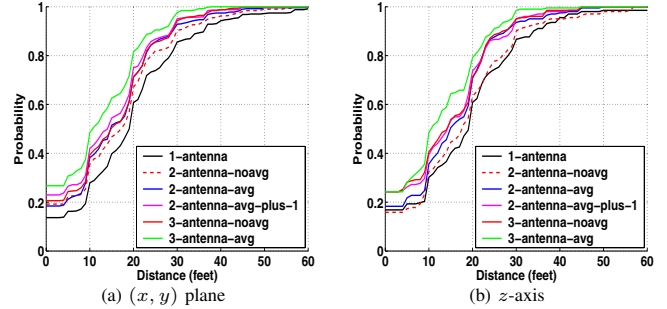 1
0.8
0.6
0.4
0.2
0
Probability
1-antenna
2-antenna-noavg
2-antenna-avg
2-antenna-avg-plus-1
3-antenna-noavg
3-antenna-avg
0 10 20 30 40 50 60
Distance (feet)
(a) (x, y) plane
1
0.8
0.6
0.4
0.2
0
Probability
1-antenna
2-antenna-noavg
2-antenna-avg
2-antenna-avg-plus-1
3-antenna-noavg
3-antenna-avg
0 10 20 30 40 50 60
Distance (feet)
(b) z-axis